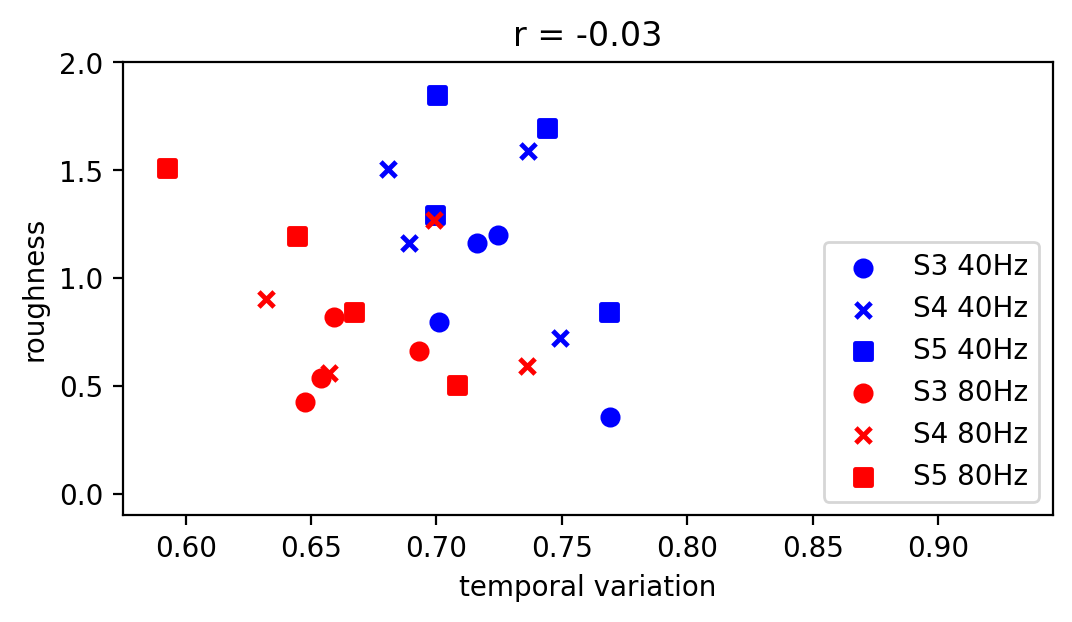 r = -0.03
roughness
2.0
1.5
1.0
0.5
0.0
S3 40Hz
S4 40Hz
S5 40Hz
S3 80Hz
S4 80Hz
S5 80Hz
0.60 0.65 0.70 0.75 0.80 0.85 0.90
temporal variation